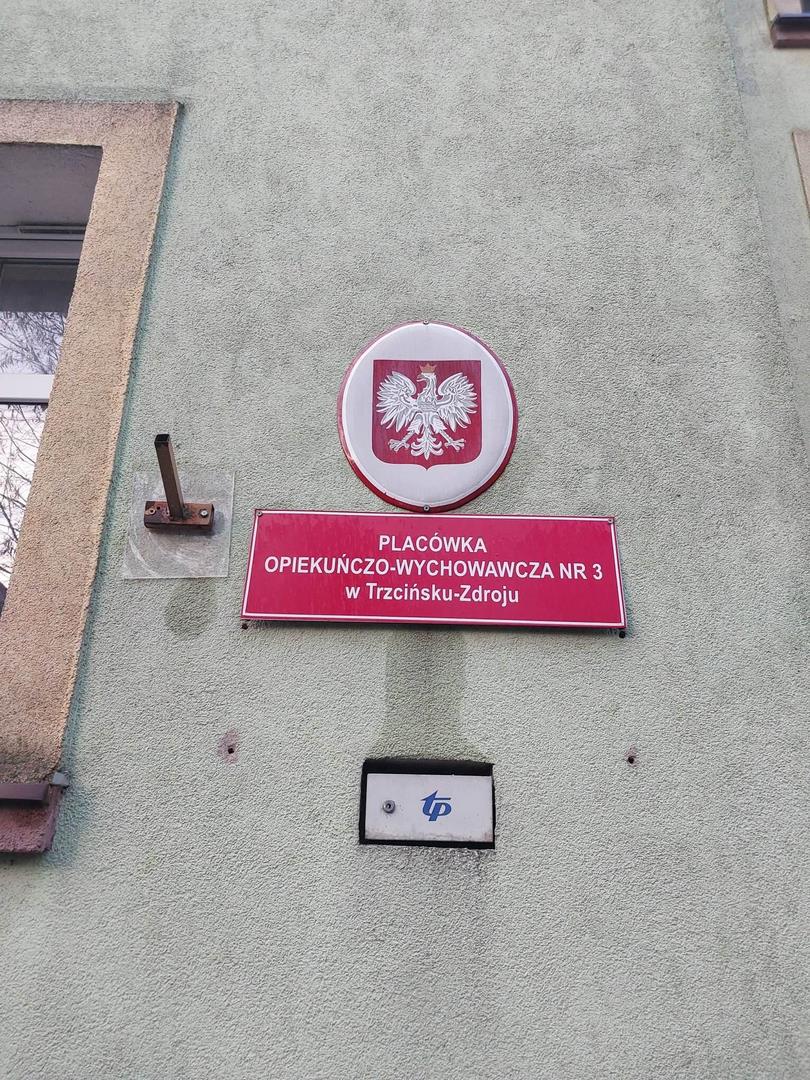 PLACÓWKA
OPIEKUŃCZO-WYCHOWAWCZA NR 3
w Trzcińsku-Zdroju
tp